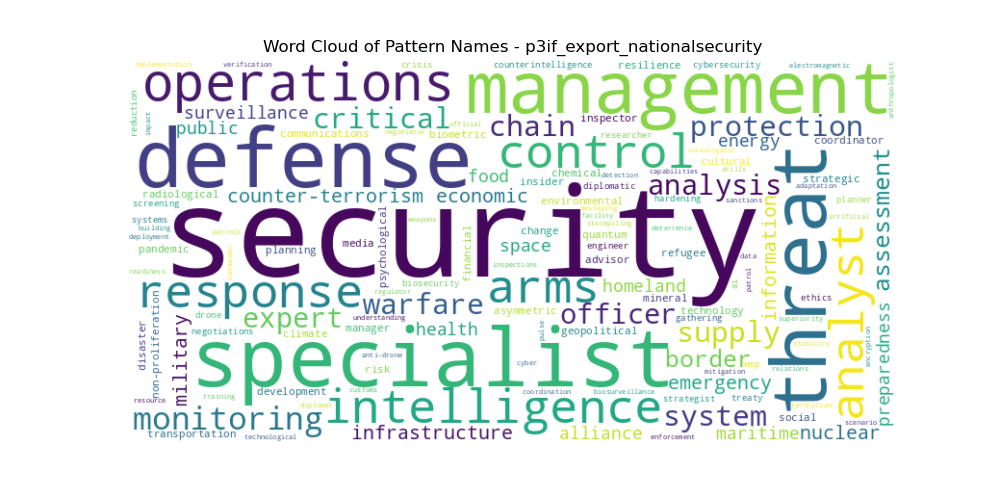 Word Cloud of Pattern Names - p3if_export_nationalsecurity
implementation
verification
crisis
counterintelligence
resilience
cybersecurity
electromagnetic
operations
management
anthropologist
reduction
impact
surveillance
critical
official
chain
inspector
protection
public
communications
negotiator
biometric
researcher
energy
coordinator
defense
control
investigator
cultural
drills
threat
food
chemical
detection
capabilities
strategic
assessment
radiological
insider
diplomatic
analysis
adaptation
screening
counter-terrorism
economic
environmental
hardening
sanctions
planner
security
messaging
information
artificial
systems
psychological
weapons
facility
stockpiling
deterrence
building
deployment
patrols
change
quantum
media
planning
space
engineer
data
pandemic
commander
financial
advisor
refugee
analyst
inspections
ai
patrol
readiness
response
biosecurity
arms
homeland
regulator
mineral
ethics
non-proliferation
warfare
asymmetric
officer
technology
preparedness
drone
expert
understanding
gathering
superiority
military
negotiations
manager
health
pulse
geopolitical
supply
encryption
disaster
climate
stability
specialist
anti-drone
border
relations
risk
cyber
mitigation
emp
emergency
development
customs
coordination
biosurveillance
resource
training
strategist
treaty
diplomat
technician
monitoring
intelligence
system
social
scenario
transportation
technological
infrastructure
alliance
enforcement
maritime
nuclear